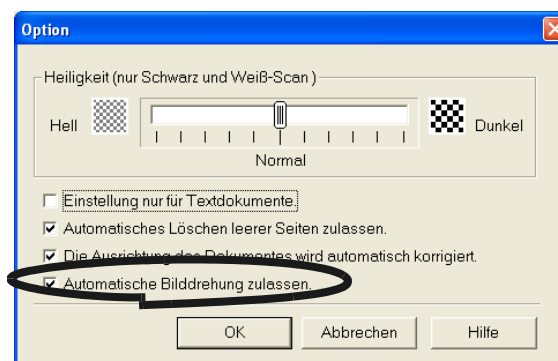 Option
Heiligkeit (nur Schwarz und Weiß-Scan )
Hell
Dunkel
Normal
Einstellung nur für Textdokumente.
Automatisches Löschen leerer Seiten zulassen.
Die Ausrichtung des Dokumentes wird automatisch korrigiert.
Automatische Bilddrehung zulassen.
OK
Abbrechen
Hilfe